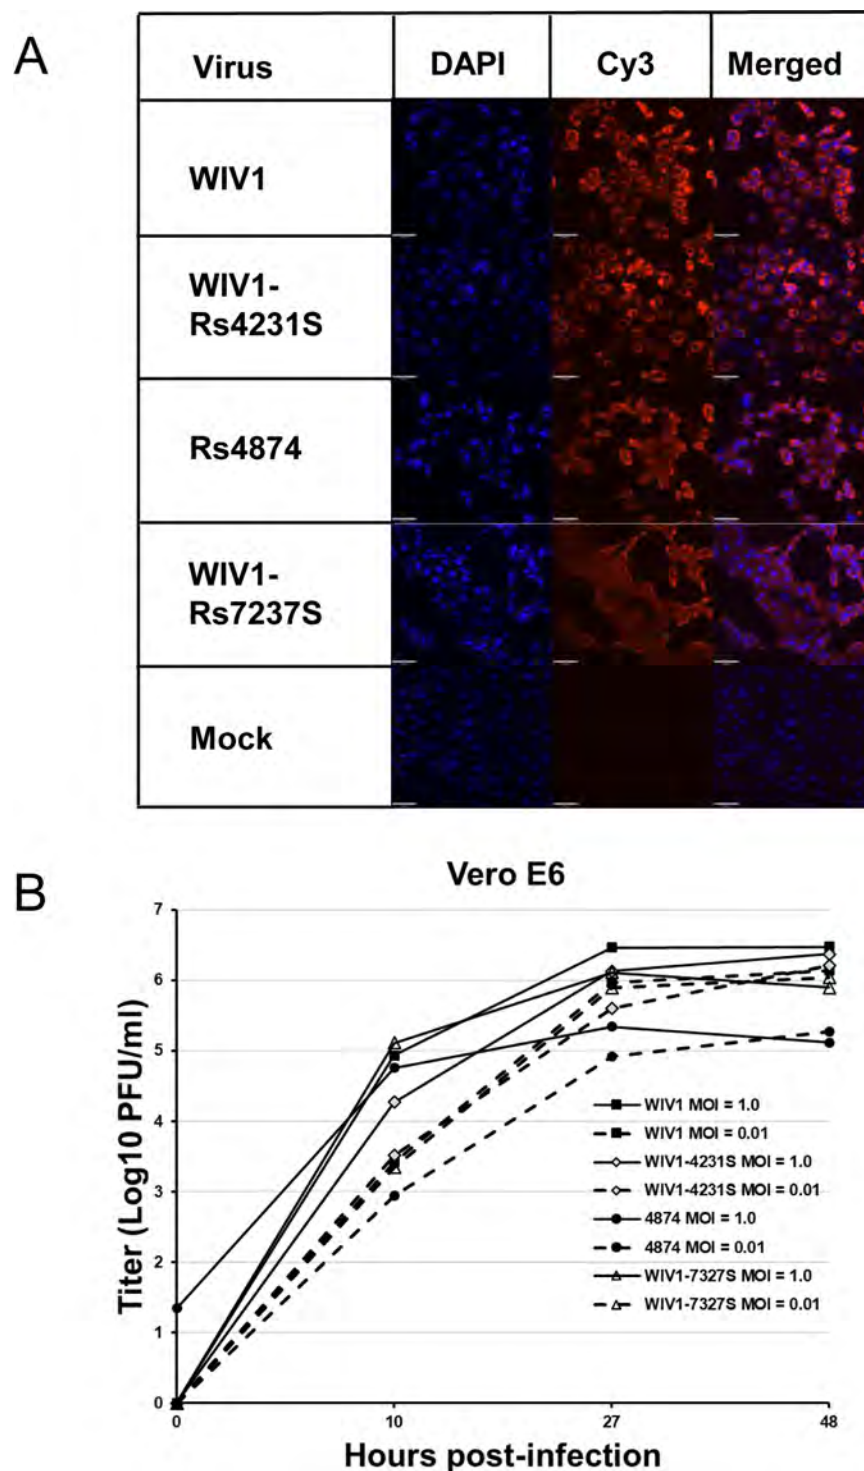 A
Virus DAPI Cy3 Merged
WIV1
WIV1-
Rs4231S
Rs4874
WIV1-
Rs7237S
Mock
B
Vero E6
Titer (Log10 PFU/ml)
7
6
5
4
3
2
1
0
WIV1 MOI = 1.0
WIV1 MOI = 0.01
WIV1-4231S MOI = 1.0
WIV1-4231S MOI = 0.01
4874 MOI = 1.0
4874 MOI = 0.01
WIV1-7327S MOI = 1.0
WIV1-7327S MOI = 0.01
0 10 27 48
Hours post-infection